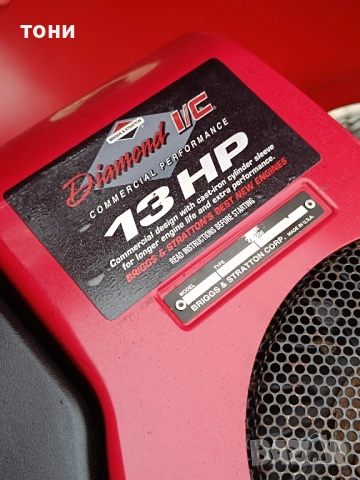 тони
BRIGGS & STRATTON
Diamond I/C
COMMERCIAL PERFORMANCE
13 HP
Commercial design with cast-iron cylinder sleeve
for longer engine life and extra performance.
BRIGGS & STRATTON'S BEST NEW ENGINES
READ INSTRUCTIONS BEFORE STARTING
MODEL TYPE
BRIGGS & STRATTON CORP. MADE IN U.S.A.